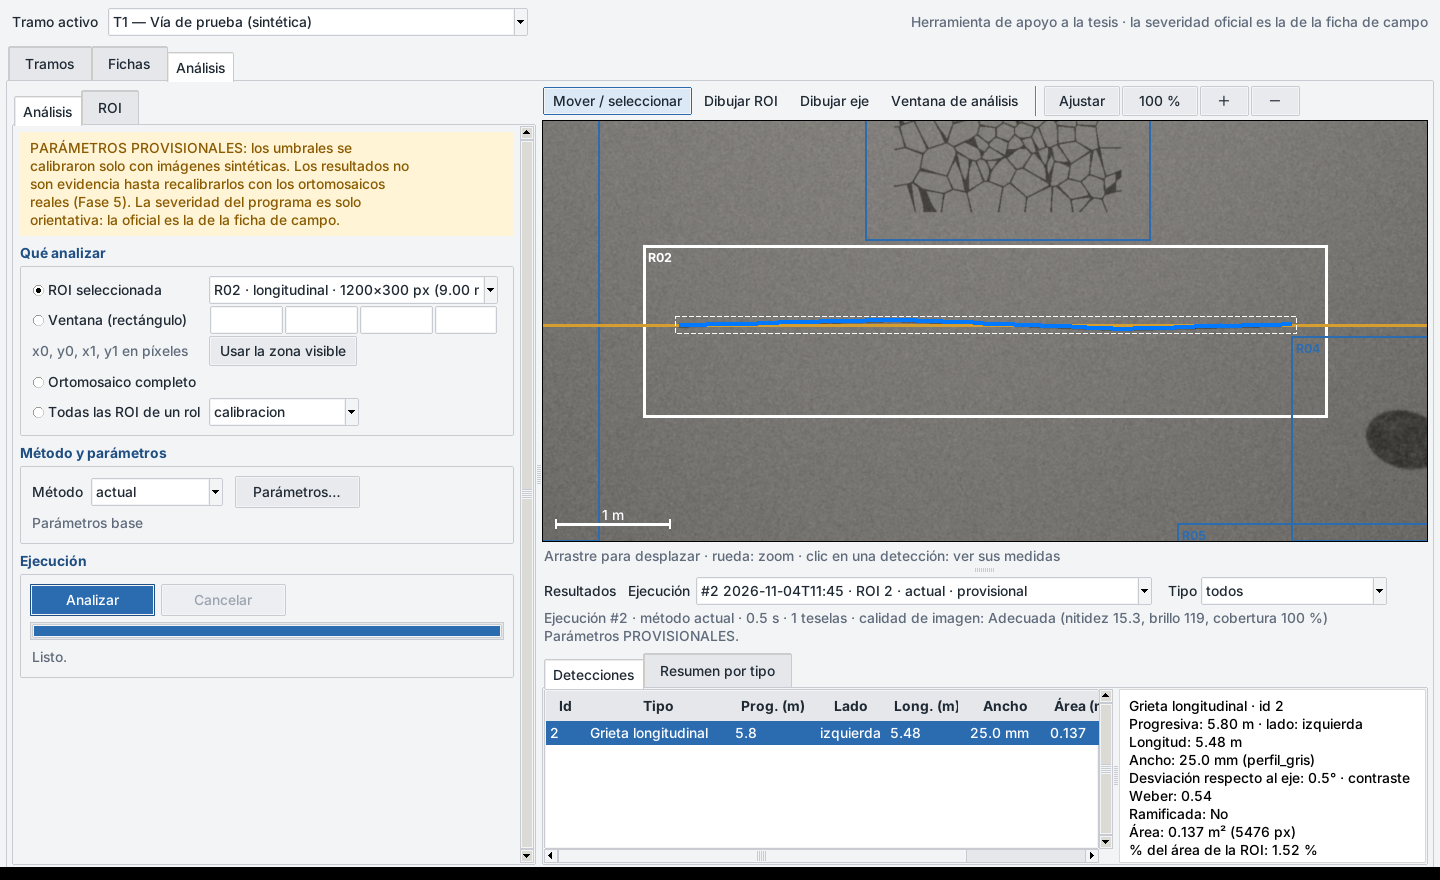 Tramo activo T1 — Vía de prueba (sintética) Herramienta de apoyo a la tesis · la severidad oficial es la de la ficha de campo
Tramos Fichas Análisis
Análisis ROI
PARÁMETROS PROVISIONALES: los umbrales se
calibraron solo con imágenes sintéticas. Los resultados no
son evidencia hasta recalibrarlos con los ortomosaicos
reales (Fase 5). La severidad del programa es solo
orientativa: la oficial es la de la ficha de campo.
Qué analizar
ROI seleccionada R02 · longitudinal · 1200×300 px (9.00 r
Ventana (rectángulo)
x0, y0, x1, y1 en píxeles Usar la zona visible
Ortomosaico completo
Todas las ROI de un rol calibracion
Método y parámetros
Método actual Parámetros...
Parámetros base
Ejecución
Analizar Cancelar
Listo.
Mover / seleccionar Dibujar ROI Dibujar eje Ventana de análisis Ajustar 100 % + −
R02
R04
1 m
R05
Arrastre para desplazar · rueda: zoom · clic en una detección: ver sus medidas
Resultados Ejecución #2 2026-11-04T11:45 · ROI 2 · actual · provisional Tipo todos
Ejecución #2 · método actual · 0.5 s · 1 teselas · calidad de imagen: Adecuada (nitidez 15.3, brillo 119, cobertura 100 %)
Parámetros PROVISIONALES.
Detecciones Resumen por tipo
Id Tipo Prog. (m) Lado Long. (m) Ancho Área (r
2 Grieta longitudinal 5.8 izquierda 5.48 25.0 mm 0.137
Grieta longitudinal · id 2
Progresiva: 5.80 m · lado: izquierda
Longitud: 5.48 m
Ancho: 25.0 mm (perfil_gris)
Desviación respecto al eje: 0.5° · contraste
Weber: 0.54
Ramificada: No
Área: 0.137 m² (5476 px)
% del área de la ROI: 1.52 %